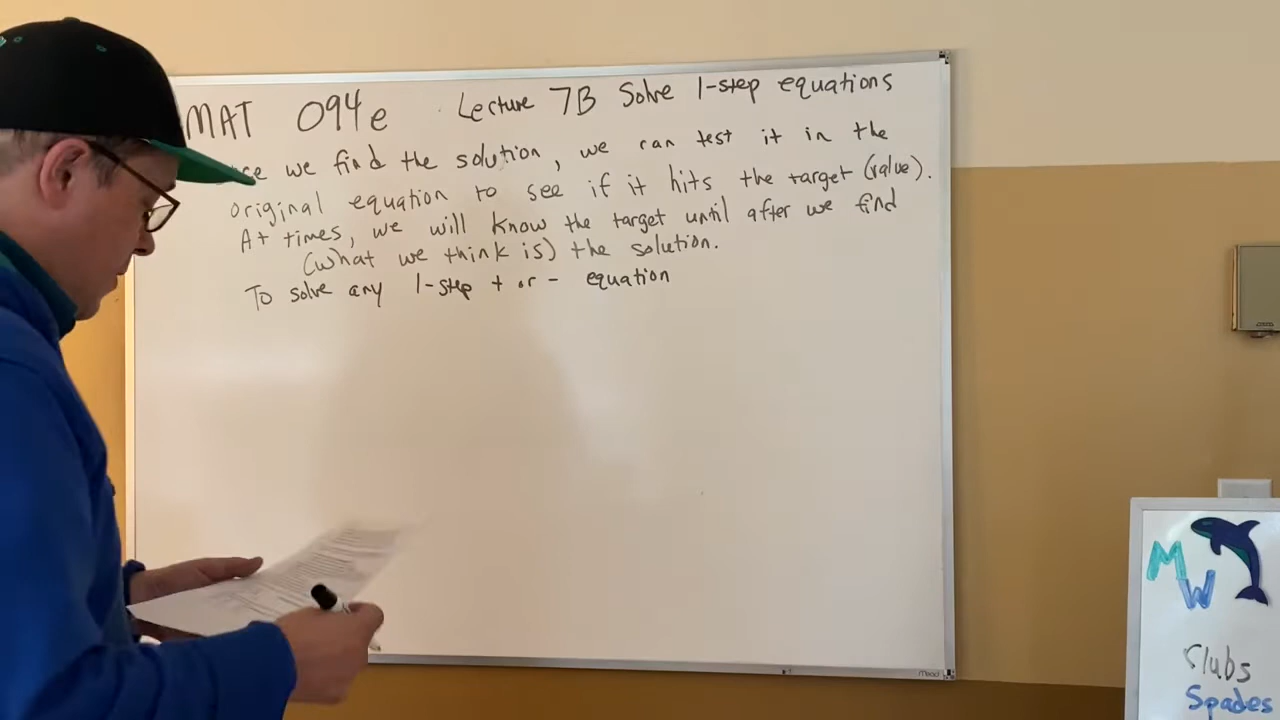 MAT 094e Lecture 7B Solve 1-step equations
we find the solution, we can test it in the
original equation to see if it hits the target (value).
At times, we will know the target until after we find
(what we think is) the solution.
To solve any 1-step + or - equation
MW
Clubs
Spades